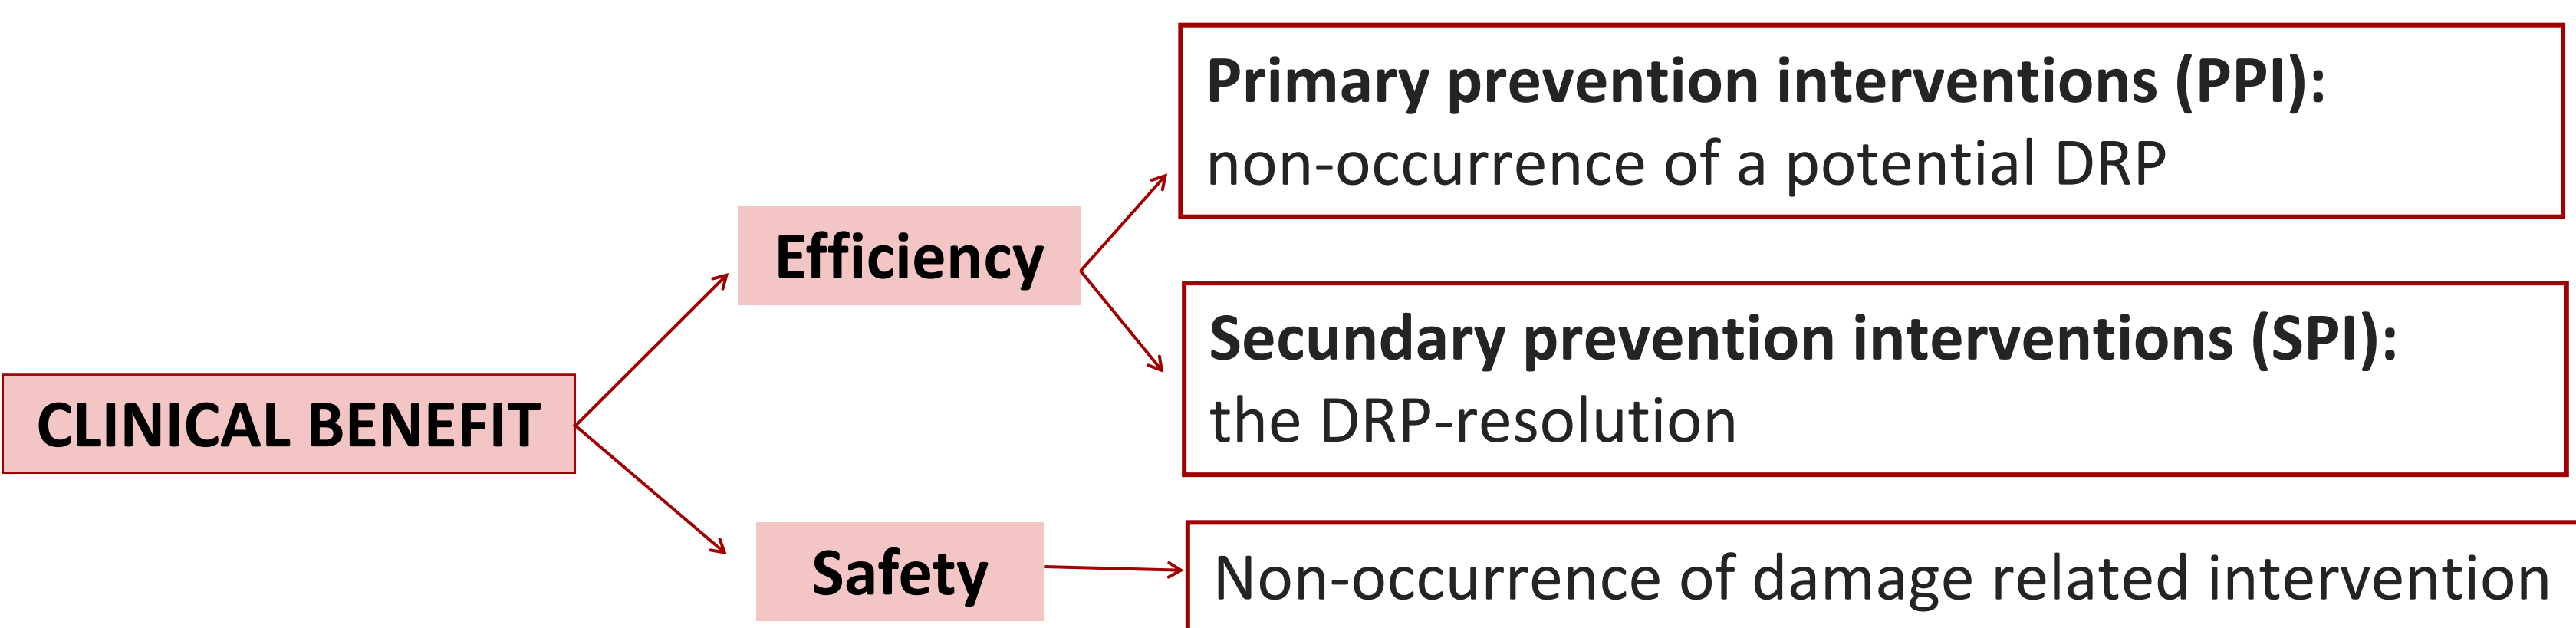 Primary prevention interventions (PPI):
non-occurrence of a potential DRP
Efficiency
Secundary prevention interventions (SPI):
the DRP-resolution
CLINICAL BENEFIT
Safety
Non-occurrence of damage related intervention